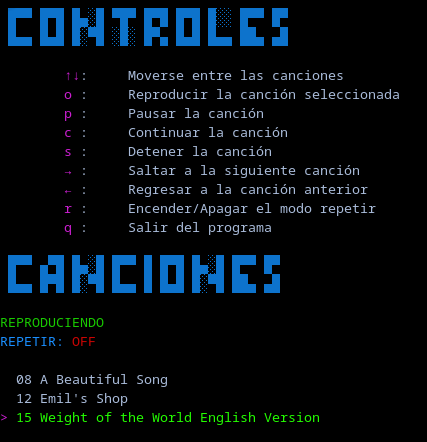 CONTROLES
↑↓: Moverse entre las canciones
o : Reproducir la canción seleccionada
p : Pausar la canción
c : Continuar la canción
s : Detener la canción
→ : Saltar a la siguiente canción
← : Regresar a la canción anterior
r : Encender/Apagar el modo repetir
q : Salir del programa
CANCIONES
REPRODUCIENDO
REPETIR: OFF
08 A Beautiful Song
12 Emil's Shop
> 15 Weight of the World English Version